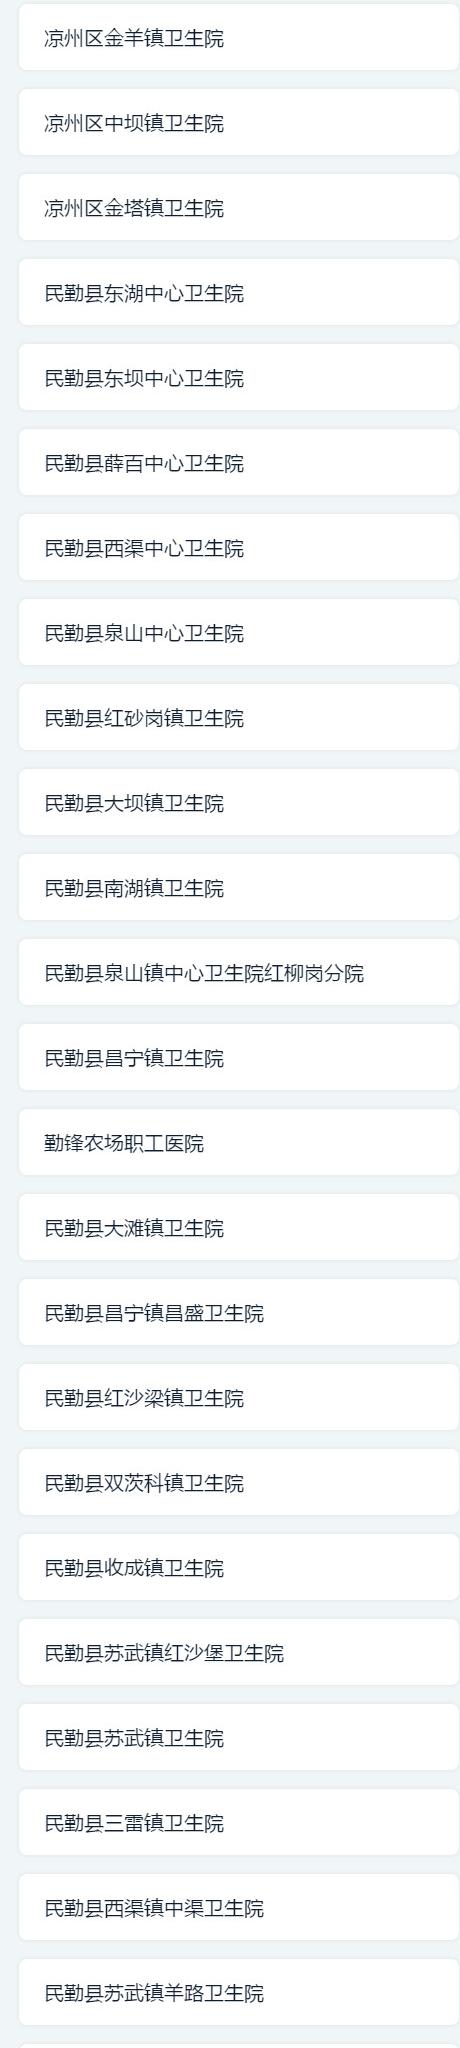 凉州区金羊镇卫生院
凉州区中坝镇卫生院
凉州区金塔镇卫生院
民勤县东湖中心卫生院
民勤县东坝中心卫生院
民勤县薛百中心卫生院
民勤县西渠中心卫生院
民勤县泉山中心卫生院
民勤县红砂岗镇卫生院
民勤县大坝镇卫生院
民勤县南湖镇卫生院
民勤县泉山镇中心卫生院红柳岗分院
民勤县昌宁镇卫生院
勤锋农场职工医院
民勤县大滩镇卫生院
民勤县昌宁镇昌盛卫生院
民勤县红沙梁镇卫生院
民勤县双茨科镇卫生院
民勤县收成镇卫生院
民勤县苏武镇红沙堡卫生院
民勤县苏武镇卫生院
民勤县三雷镇卫生院
民勤县西渠镇中渠卫生院
民勤县苏武镇羊路卫生院